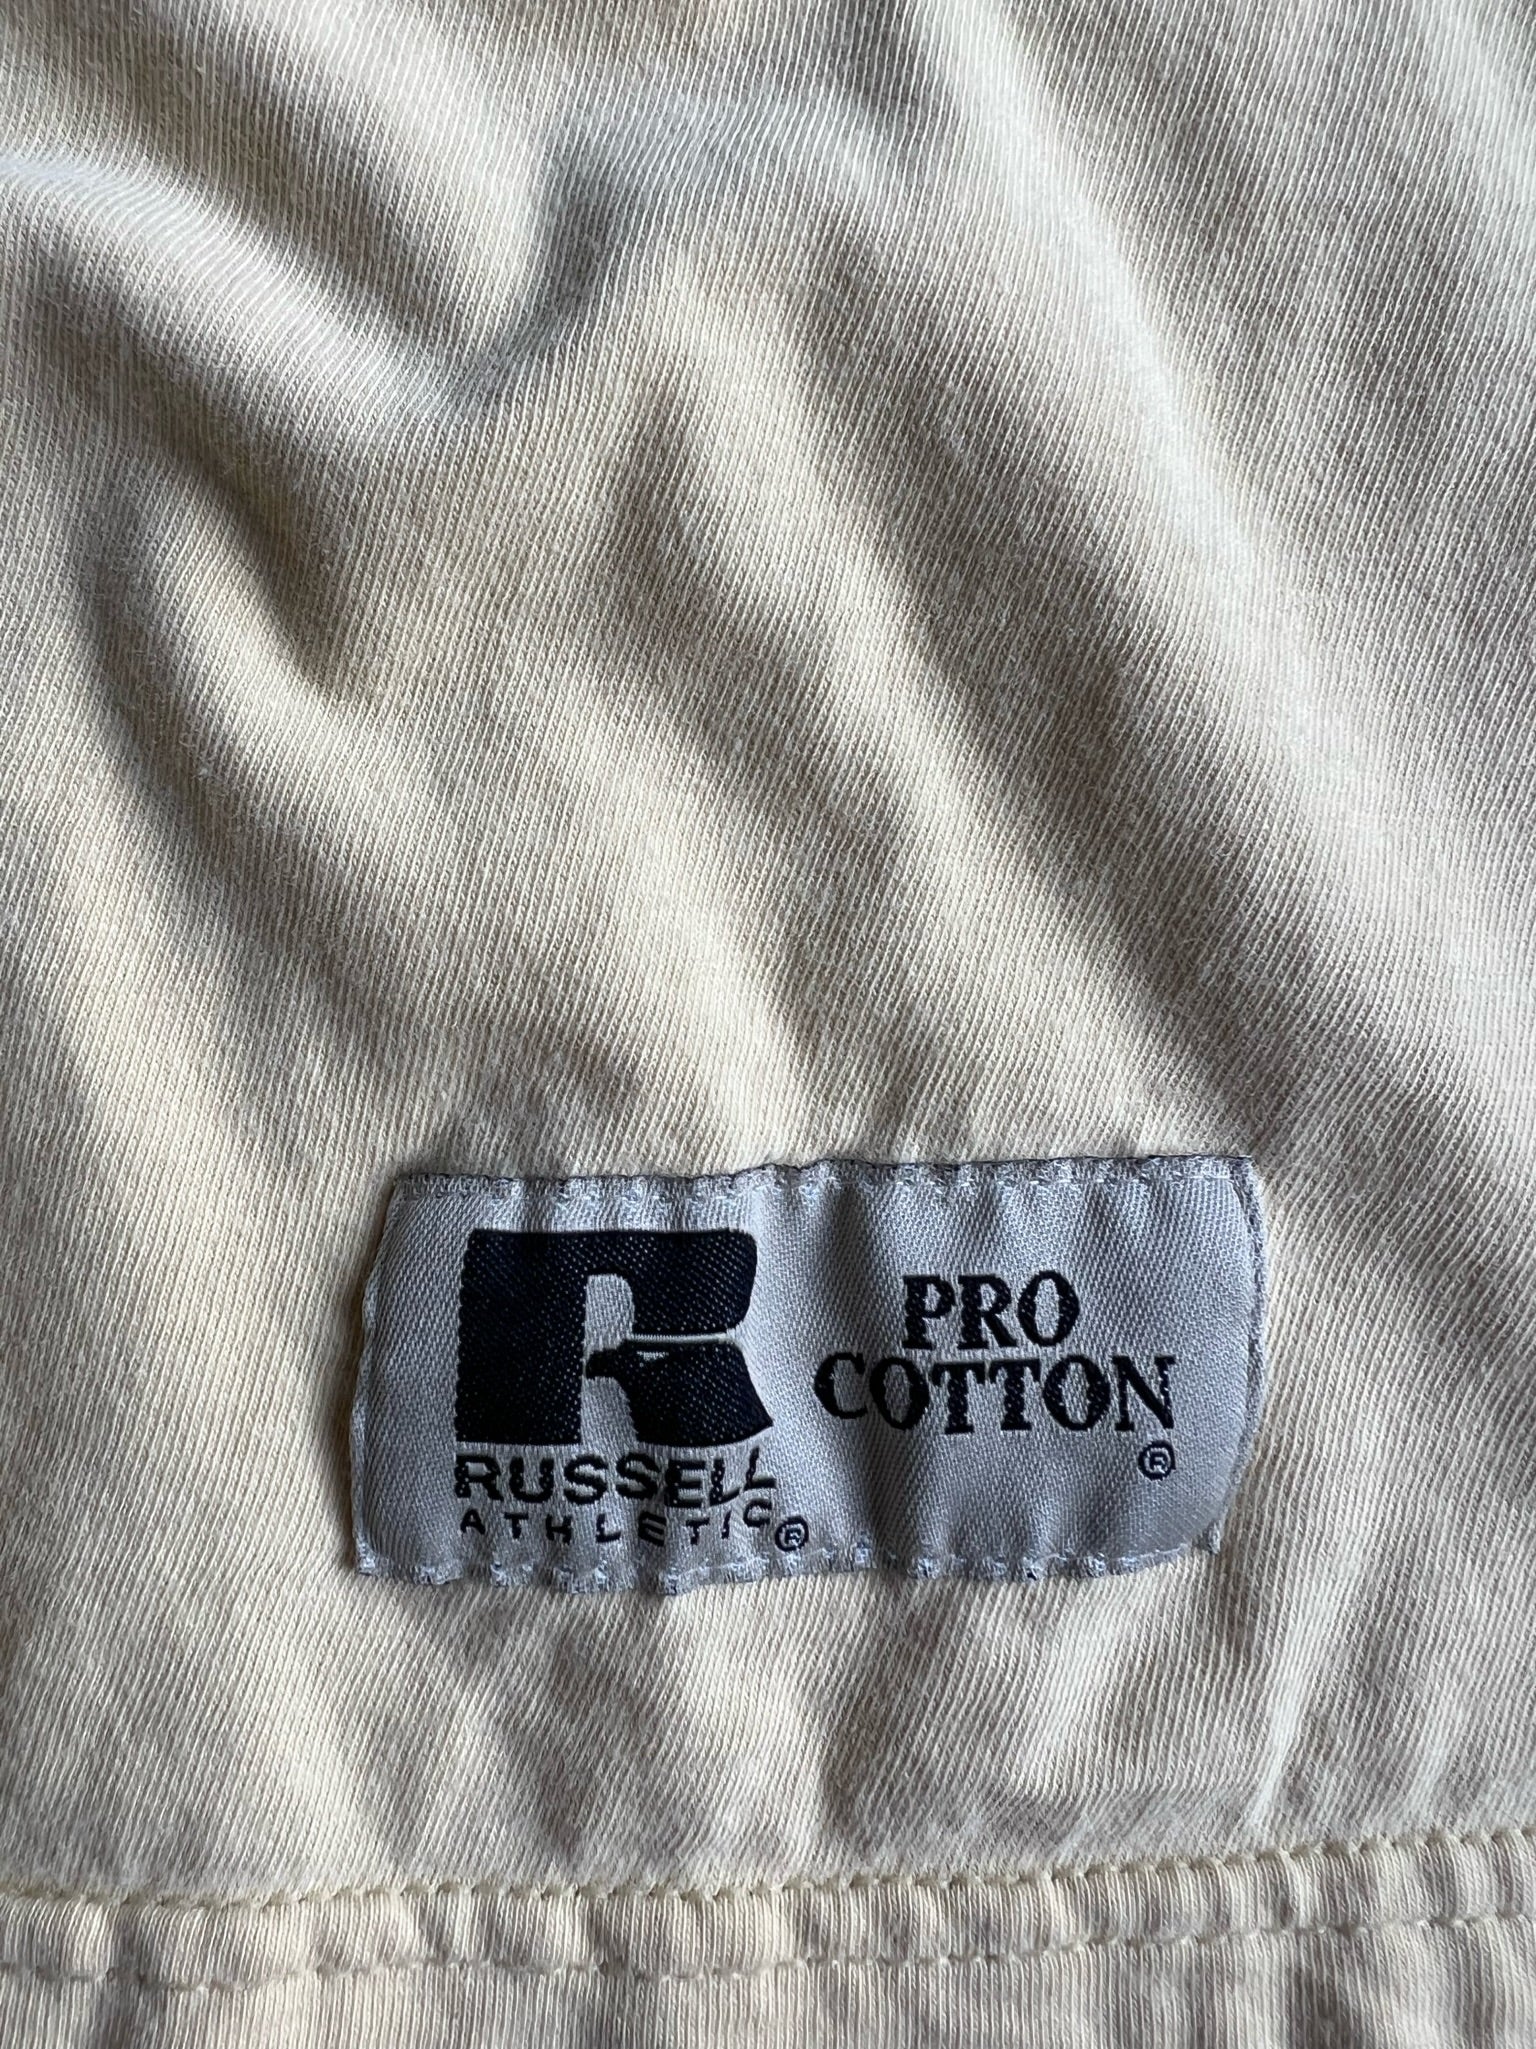 R
RUSSELL
ATHLETIC®
PRO
COTTON
®